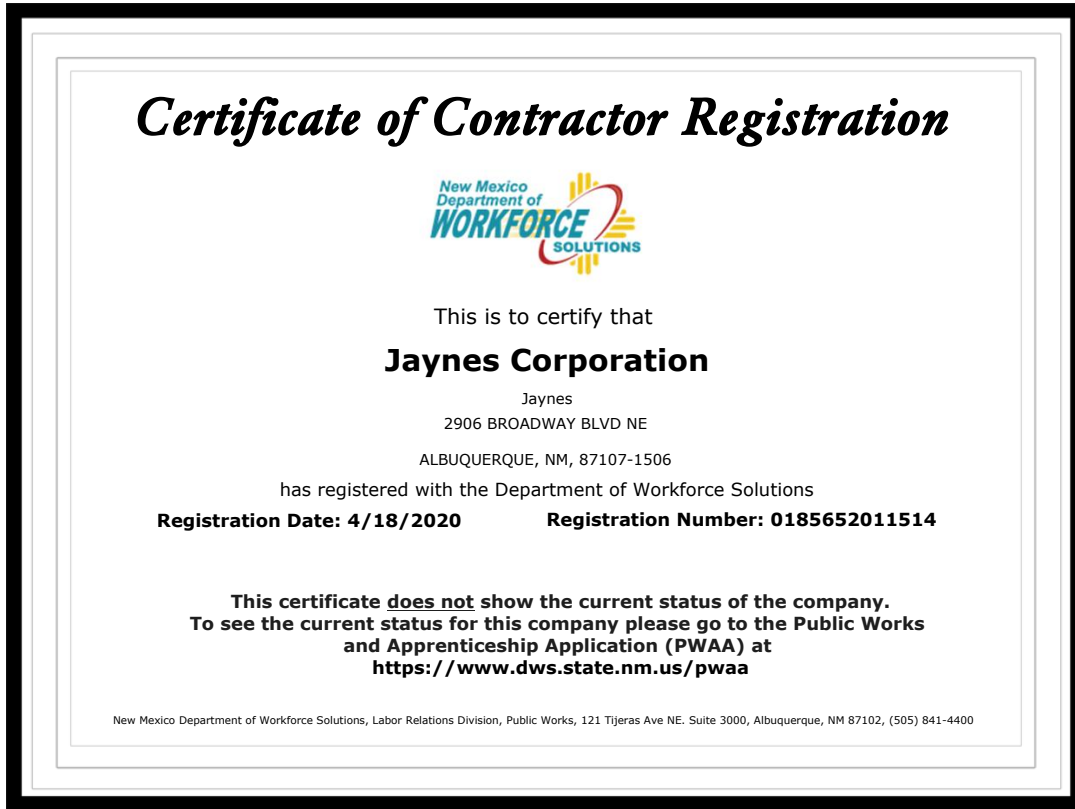 Certificate of Contractor Registration
New Mexico
Department of
WORKFORCE
SOLUTIONS
This is to certify that
Jaynes Corporation
Jaynes
2906 BROADWAY BLVD NE
ALBUQUERQUE, NM, 87107-1506
has registered with the Department of Workforce Solutions
Registration Date: 4/18/2020 Registration Number: 0185652011514
This certificate does not show the current status of the company.
To see the current status for this company please go to the Public Works
and Apprenticeship Application (PWAA) at
https://www.dws.state.nm.us/pwaa
New Mexico Department of Workforce Solutions, Labor Relations Division, Public Works, 121 Tijeras Ave NE. Suite 3000, Albuquerque, NM 87102, (505) 841-4400